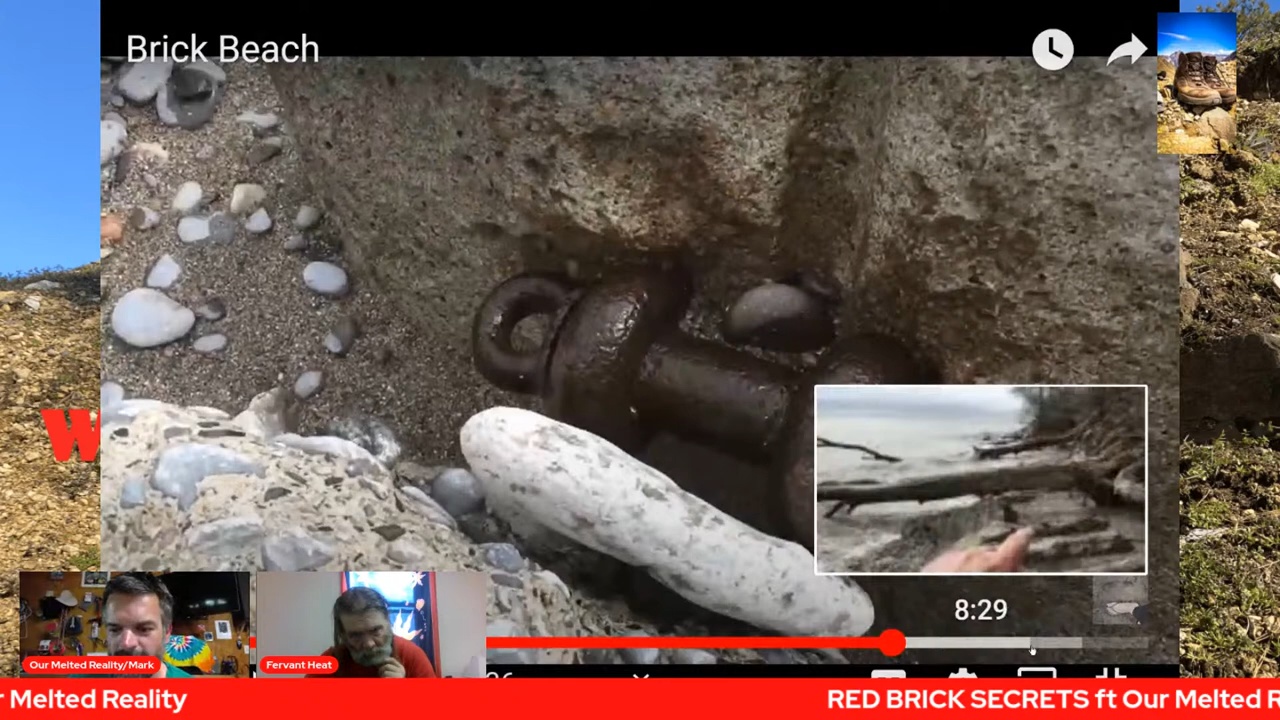 Brick Beach
W
8:29
Our Melted Reality/Mark
Fervant Heat
r Melted Reality
RED BRICK SECRETS ft Our Melted R